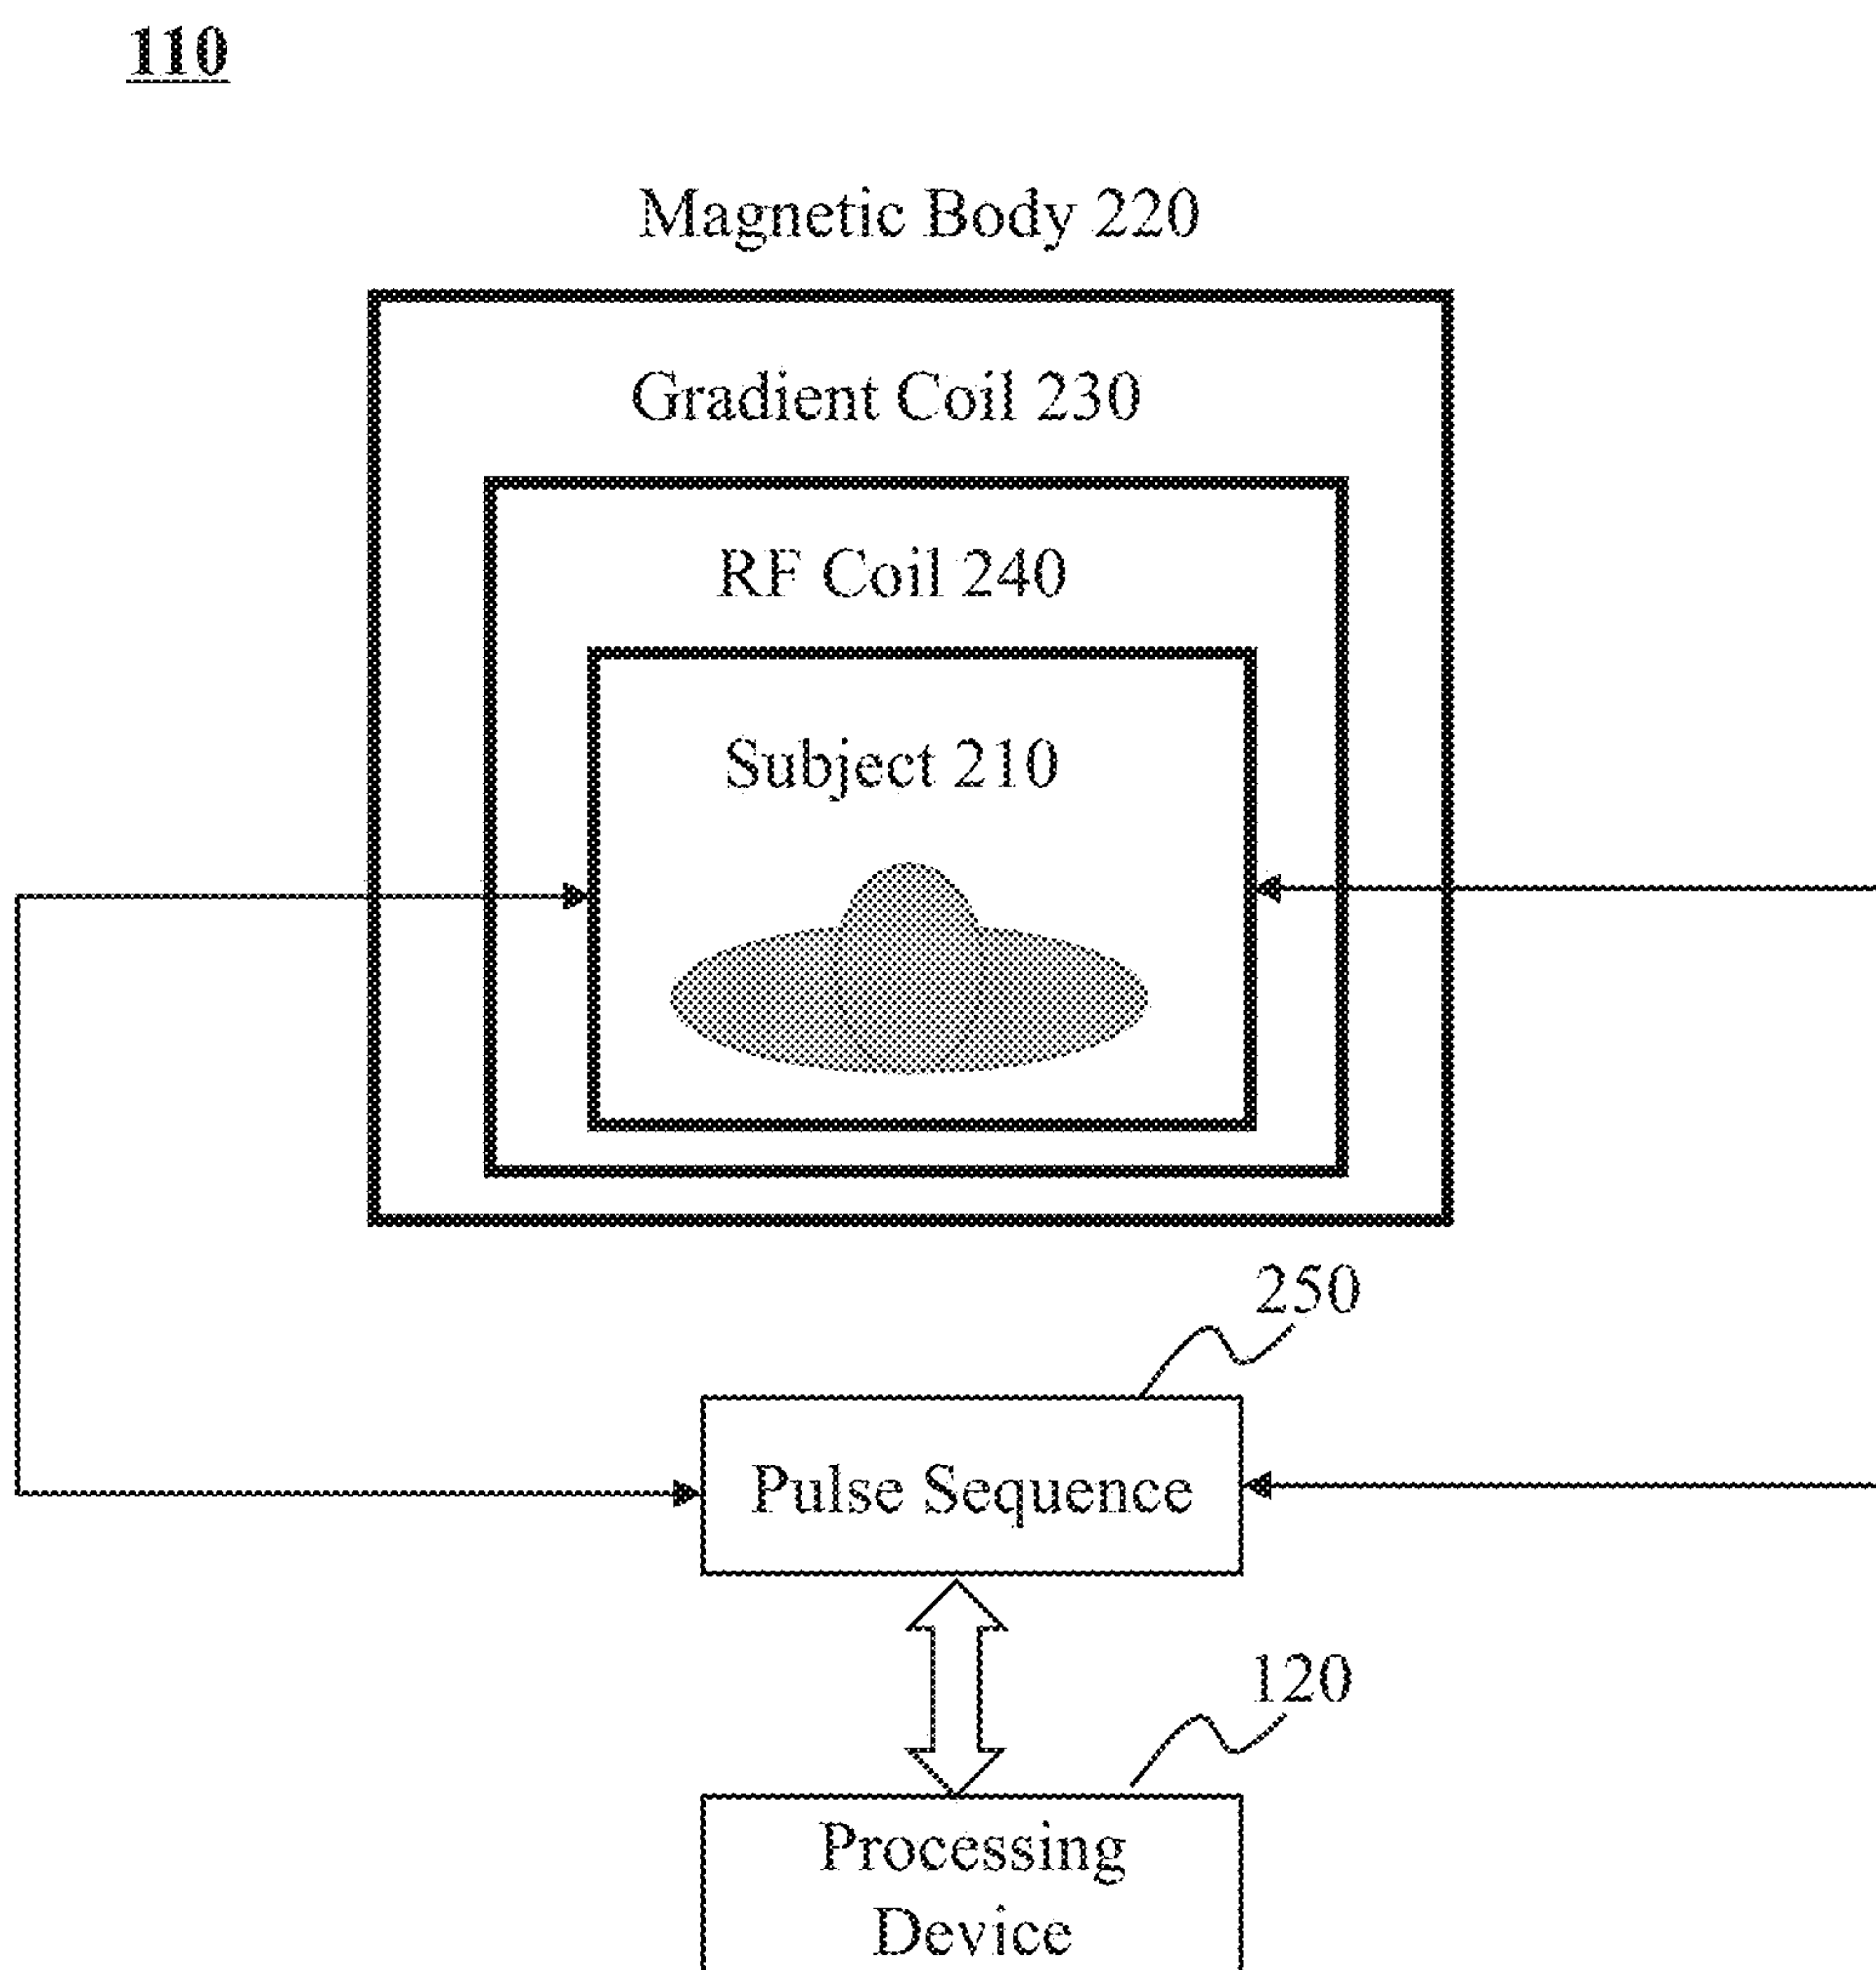 110
Magnetic Body 220
Gradient Coil 230
RF Coil 240
Subject 210
250
Pulse Sequence
120
Processing
Device